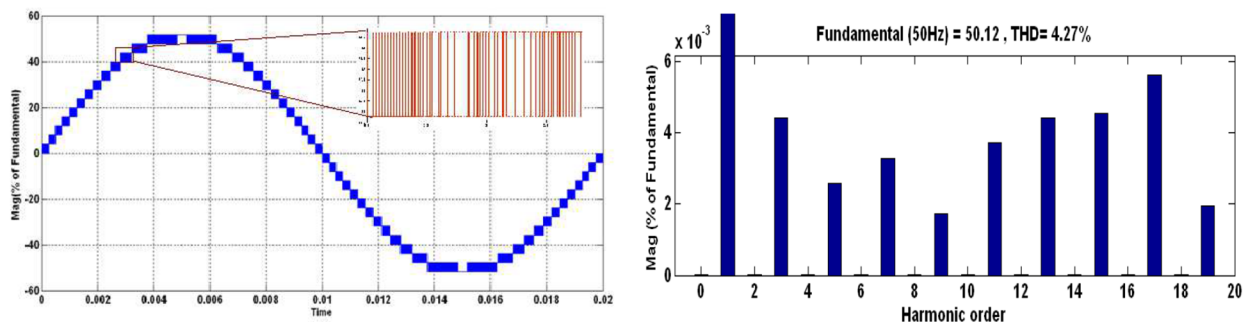 60
40
20
0
-20
-40
-60
Mag(% of Fundamental)
0 0.002 0.004 0.006 0.008 0.01 0.012 0.014 0.016 0.018 0.02
Time
Fundamental (50Hz) = 50.12 , THD= 4.27%
x 10⁻³
6
4
2
0
Mag (% of Fundamental)
0 2 4 6 8 10 12 14 16 18 20
Harmonic order